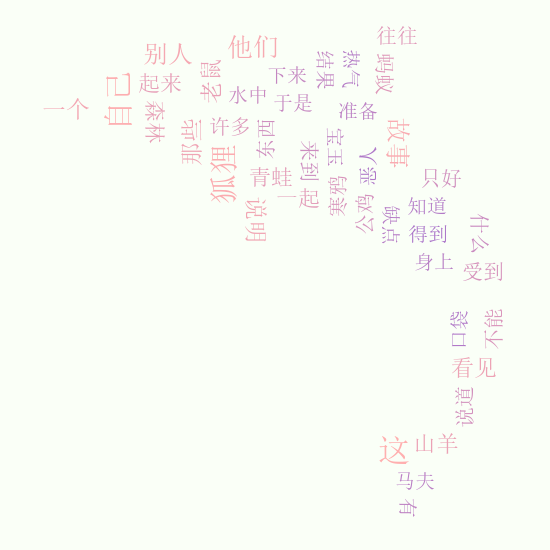 往往
他们
别人
结果
热气
蚂蚁
下来
老鼠
起来
自己
水中
于是
一个
森林
准备
许多
那些
东西
故事
宝玉
来到
狐狸
恶人
青蛙
只好
寒鸦
一起
公鸡
知道
说明
缺点
得到
什么
身上
受到
口袋
不能
看见
说道
山羊
这
马夫
有